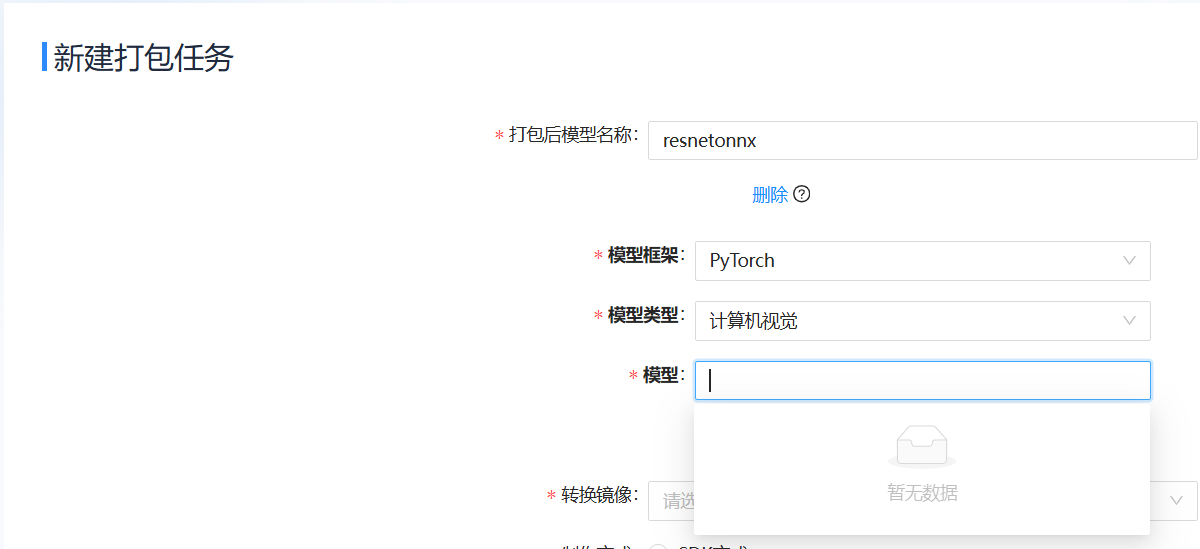 新建打包任务
* 打包后模型名称: resnetonnx
删除
* 模型框架: PyTorch
* 模型类型: 计算机视觉
* 模型:
暂无数据
* 转换镜像: 请选